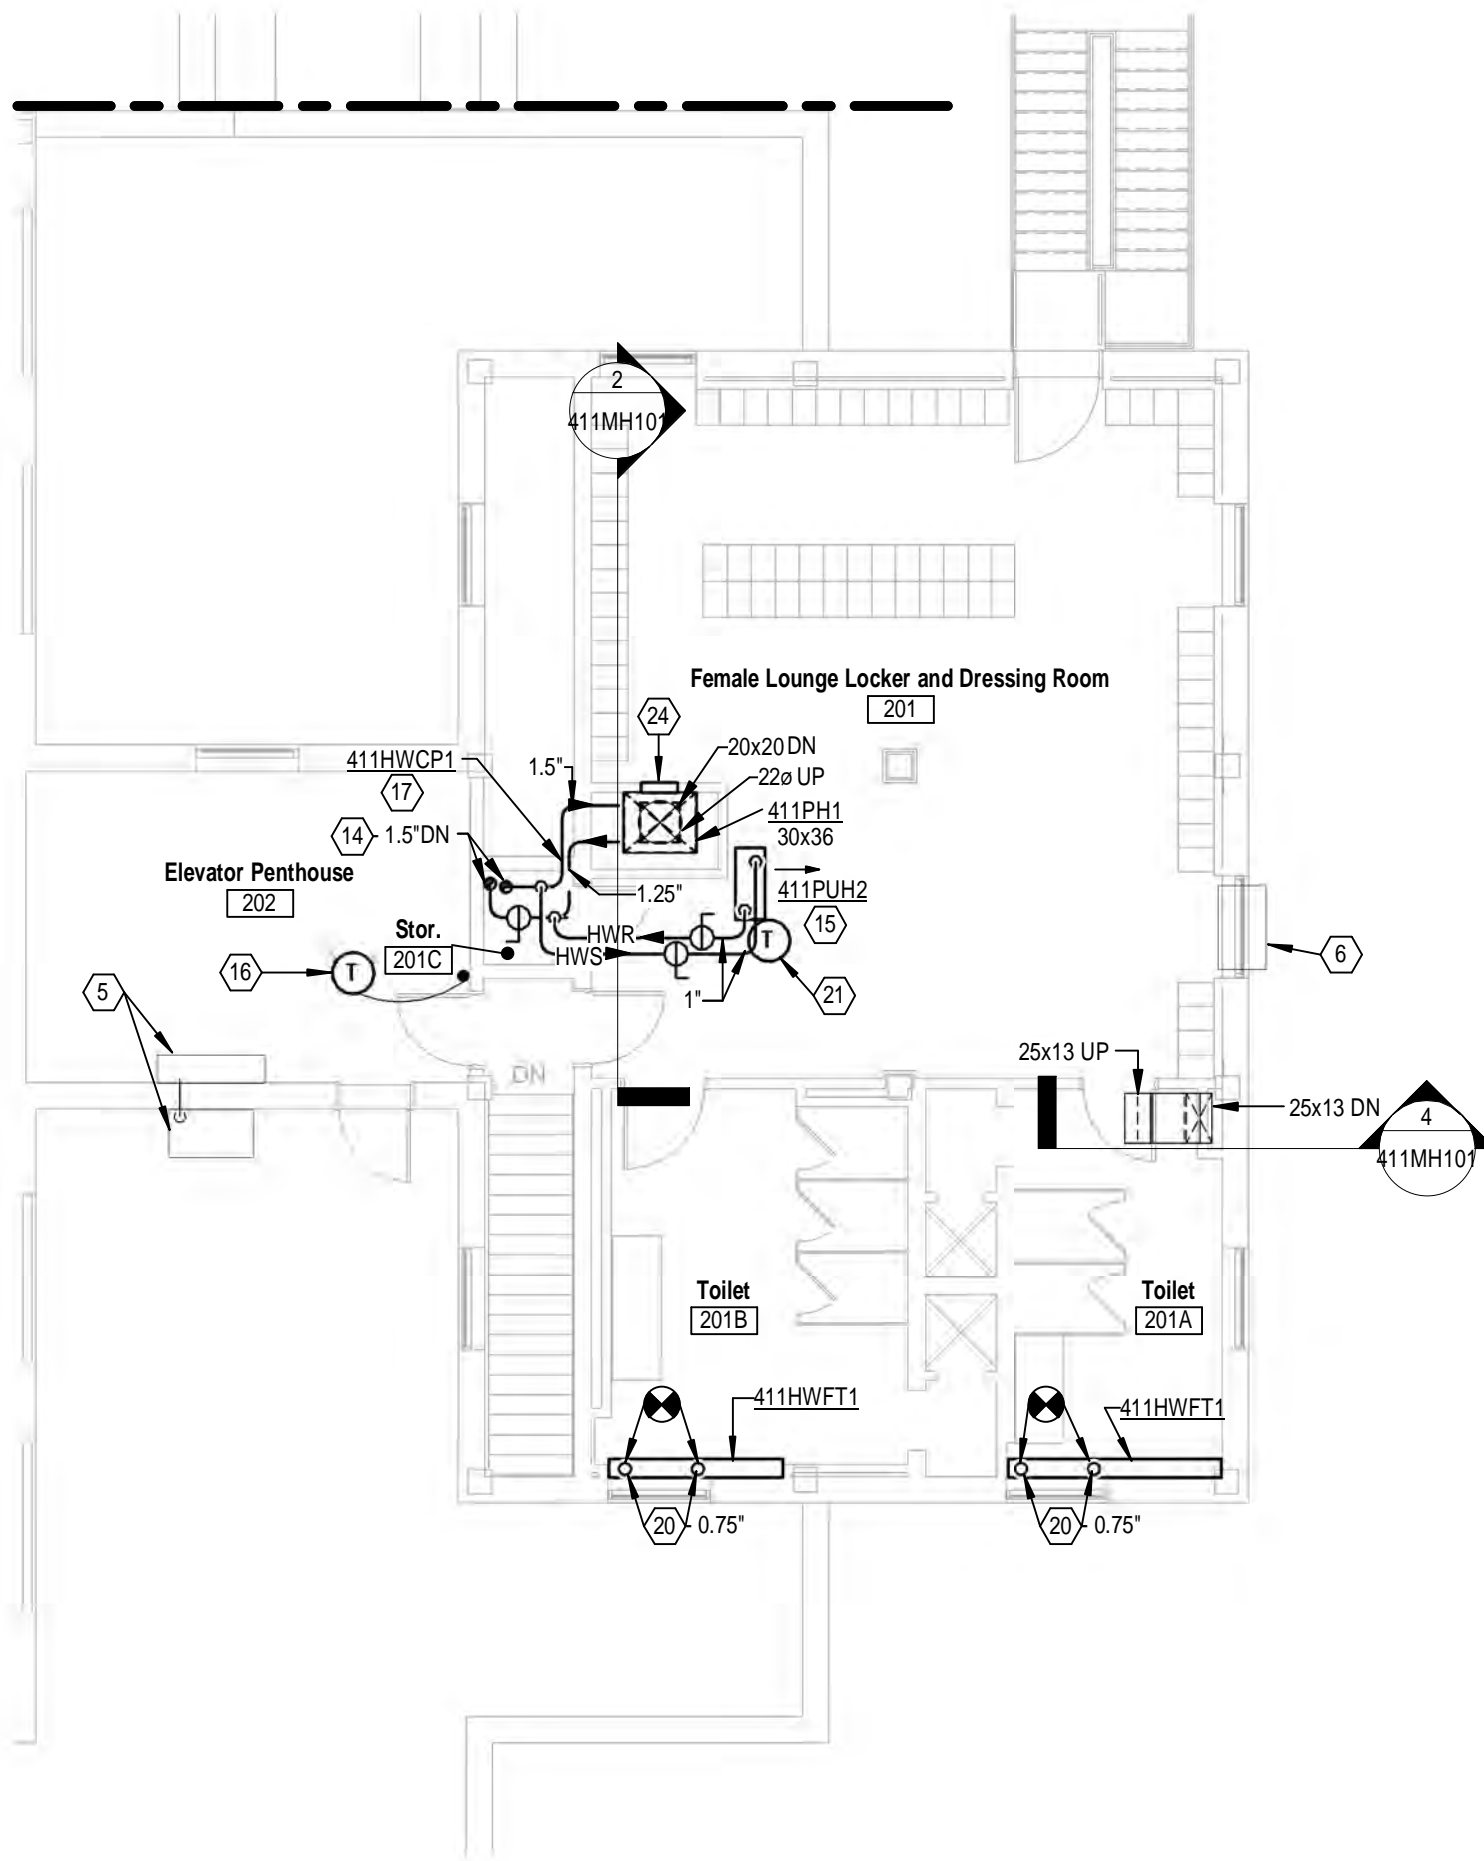 2
411MH101
Female Lounge Locker and Dressing Room
201
24
20x20 DN
22ø UP
411PH1
30x36
411HWCP1
17
1.5"
14
1.5"DN
Elevator Penthouse
202
1.25"
411PUH2
15
Stor.
201C
HWR
HWS
T
16
T
6
5
1"
21
DN
25x13 UP
25x13 DN
4
411MH101
Toilet
201B
Toilet
201A
411HWFT1
411HWFT1
20
0.75"
20
0.75"